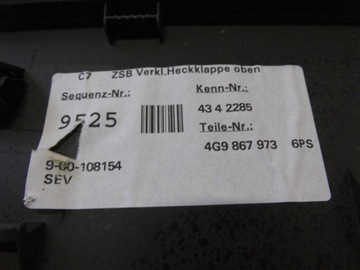 C7 ZSB Verkl.Heckklappe oben
Sequenz-Nr.: Kenn-Nr.:
9525 43 4 2285
Teile-Nr.:
4G9 867 973 6PS
9-00-108154
SEV